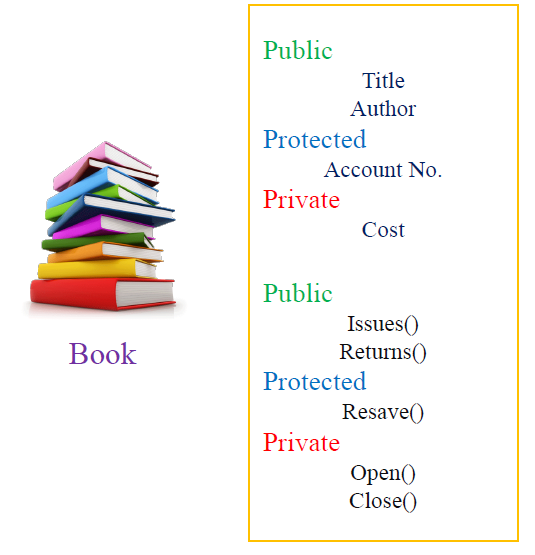 Public
Title
Author
Protected
Account No.
Private
Cost
Public
Issues()
Returns()
Protected
Resave()
Private
Open()
Close()
Book